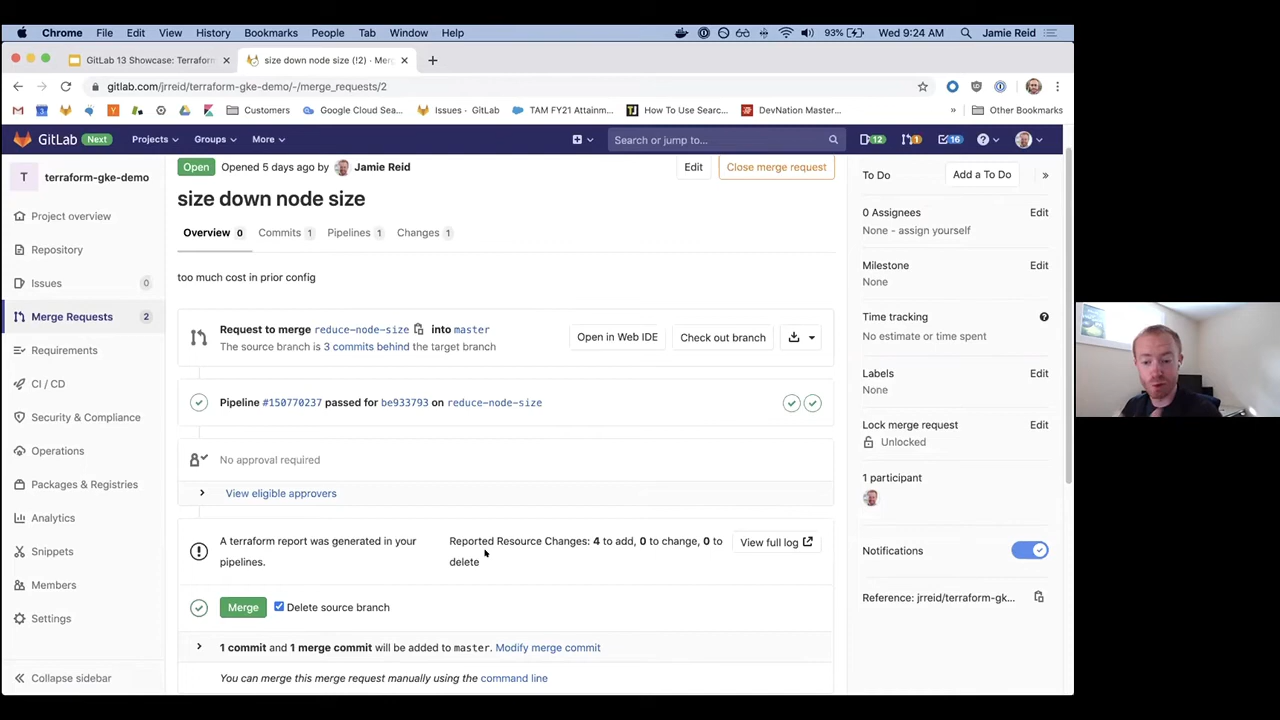 Chrome File Edit View History Bookmarks People Tab Window Help 93% Wed 9:24 AM Jamie Reid
GitLab 13 Showcase: Terraform size down node size (!2) · Mer
gitlab.com/jrreid/terraform-gke-demo/-/merge_requests/2
Customers Google Cloud Sea... Issues · GitLab TAM FY21 Attainm... How To Use Searc... DevNation Master... » Other Bookmarks
GitLab Next Projects Groups More Search or jump to... 12 1 16
T terraform-gke-demo
Project overview
Repository
Issues 0
Merge Requests 2
Requirements
CI / CD
Security & Compliance
Operations
Packages & Registries
Analytics
Snippets
Members
Settings
Collapse sidebar
Open Opened 5 days ago by Jamie Reid Edit Close merge request
size down node size
Overview 0 Commits 1 Pipelines 1 Changes 1
too much cost in prior config
Request to merge reduce-node-size into master
The source branch is 3 commits behind the target branch
Open in Web IDE Check out branch
Pipeline #150770237 passed for be933793 on reduce-node-size
No approval required
View eligible approvers
A terraform report was generated in your
pipelines.
Reported Resource Changes: 4 to add, 0 to change, 0 to
delete
View full log
Merge Delete source branch
1 commit and 1 merge commit will be added to master. Modify merge commit
You can merge this merge request manually using the command line
To Do Add a To Do »
0 Assignees Edit
None - assign yourself
Milestone Edit
None
Time tracking
No estimate or time spent
Labels Edit
None
Lock merge request Edit
Unlocked
1 participant
Notifications
Reference: jrreid/terraform-gk...